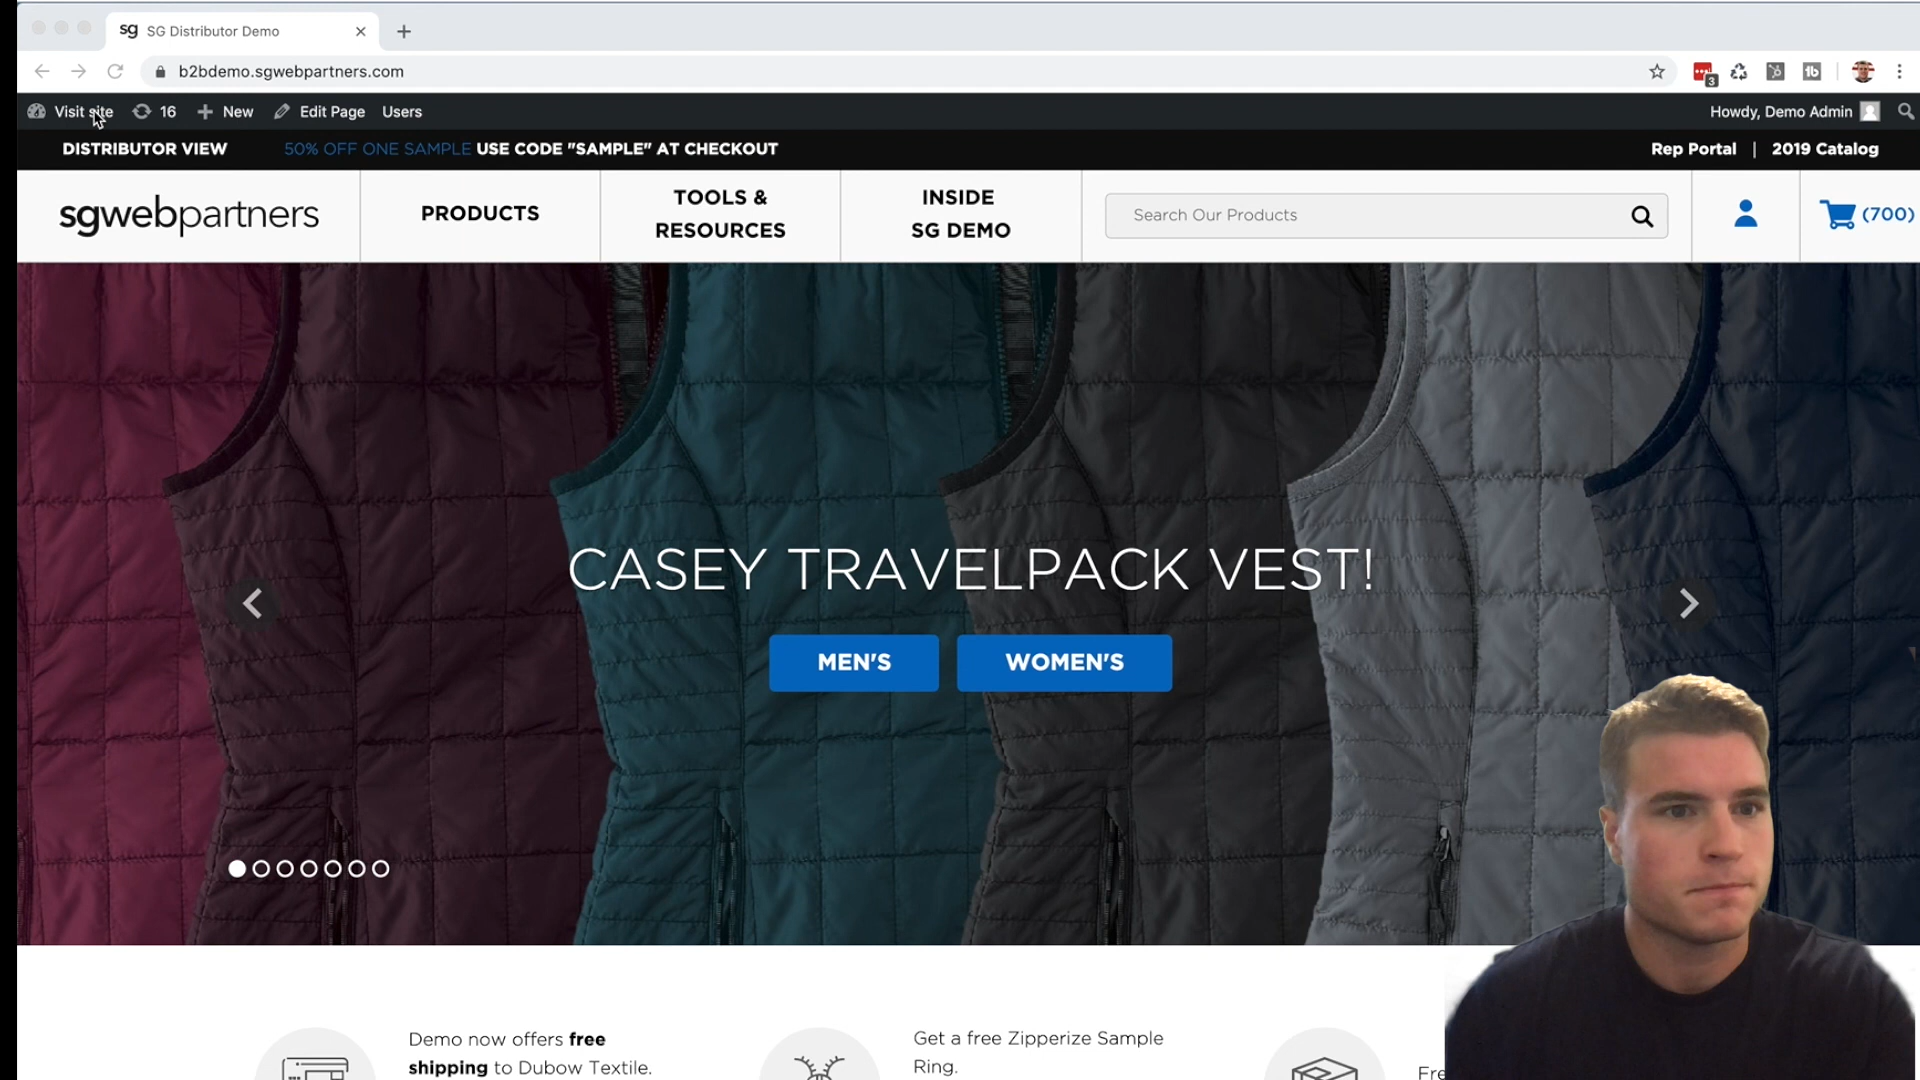 sg SG Distributor Demo
b2bdemo.sgwebpartners.com
3
tb
Visit site 16 New Edit Page Users Howdy, Demo Admin
DISTRIBUTOR VIEW 50% OFF ONE SAMPLE USE CODE "SAMPLE" AT CHECKOUT Rep Portal | 2019 Catalog
sgwebpartners
PRODUCTS
TOOLS &
RESOURCES
INSIDE
SG DEMO
Search Our Products
(700)
CASEY TRAVELPACK VEST!
MEN'S WOMEN'S
Demo now offers free
shipping to Dubow Textile.
Get a free Zipperize Sample
Ring.